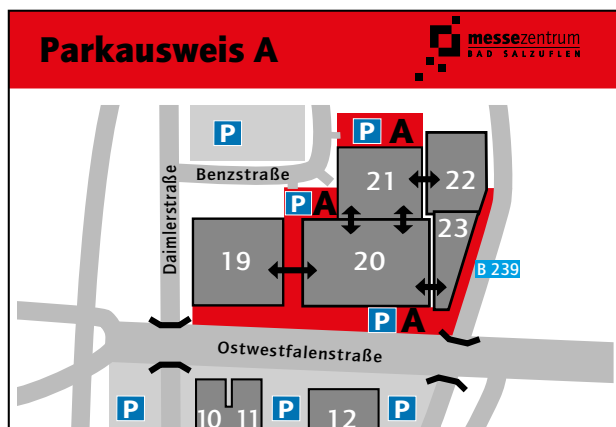 Parkausweis A
messezentrum
BAD SALZUFLEN
P
P A
Benzstraße
21
22
P A
Daimlerstraße
23
19
20
B 239
P A
Ostwestfalenstraße
P
10
11
P
12
P